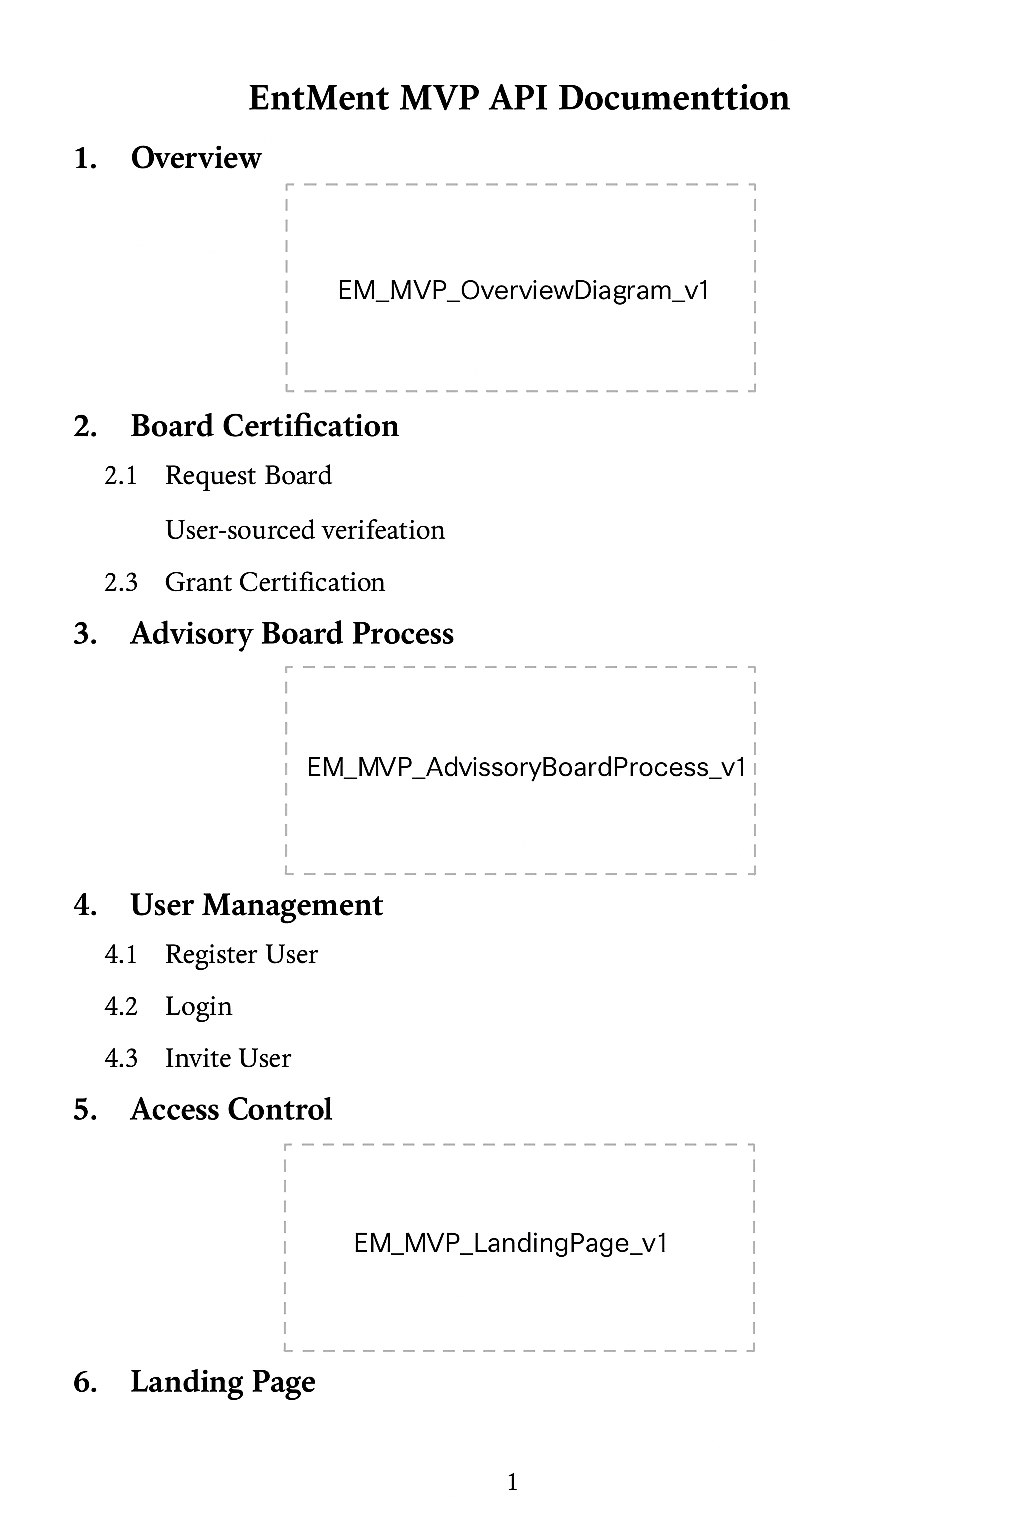 EntMent MVP API Documenttion
1. Overview
EM_MVP_OverviewDiagram_v1
2. Board Certification
2.1 Request Board
User-sourced verifeation
2.3 Grant Certification
3. Advisory Board Process
EM_MVP_AdvissoryBoardProcess_v1
4. User Management
4.1 Register User
4.2 Login
4.3 Invite User
5. Access Control
EM_MVP_LandingPage_v1
6. Landing Page
1